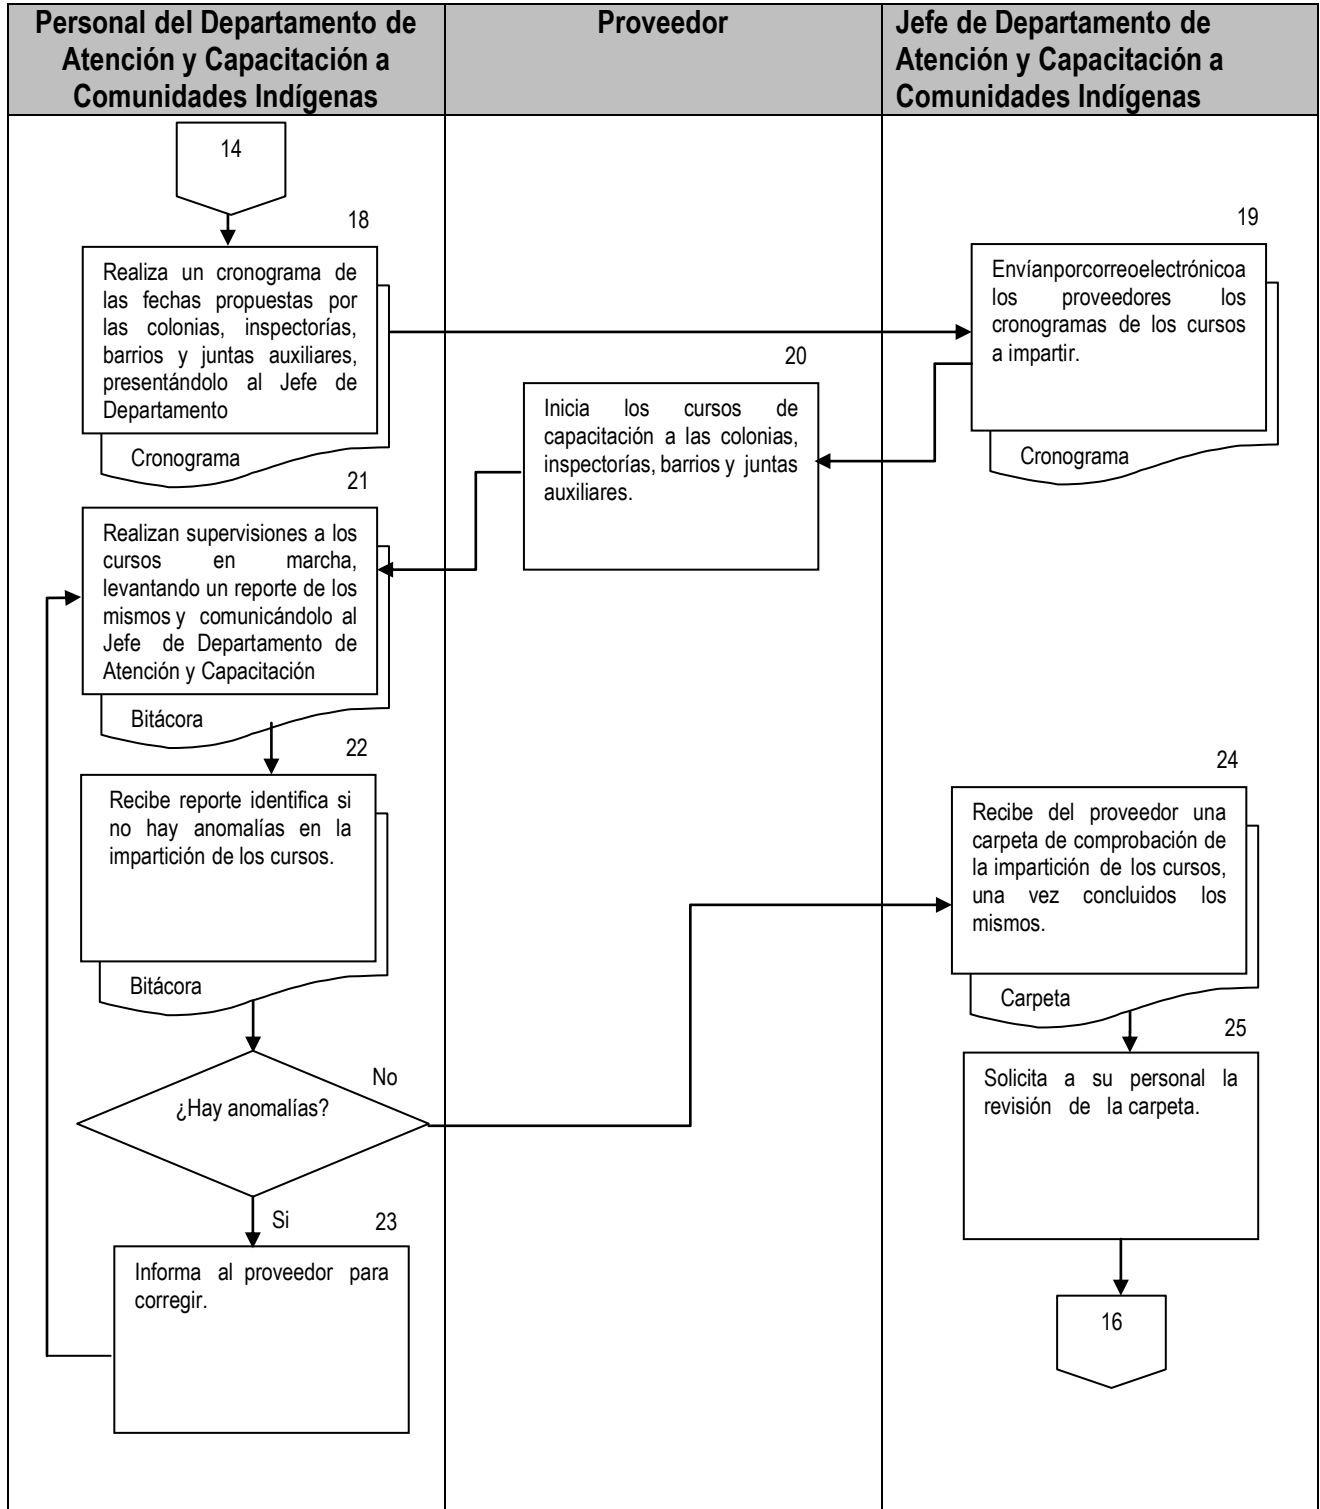 Personal del Departamento de
Atención y Capacitación a
Comunidades Indígenas
Proveedor
Jefe de Departamento de
Atención y Capacitación a
Comunidades Indígenas
14
18
Realiza un cronograma de
las fechas propuestas por
las colonias, inspectorías,
barrios y juntas auxiliares,
presentándolo al Jefe de
Departamento
Cronograma
19
Envíanporcorreoelectrónicoa
los proveedores los
cronogramas de los cursos
a impartir.
Cronograma
20
Inicia los cursos de
capacitación a las colonias,
inspectorías, barrios y juntas
auxiliares.
21
Realizan supervisiones a los
cursos en marcha,
levantando un reporte de los
mismos y comunicándolo al
Jefe de Departamento de
Atención y Capacitación
Bitácora
22
Recibe reporte identifica si
no hay anomalías en la
impartición de los cursos.
Bitácora
¿Hay anomalías?
No
Si
23
Informa al proveedor para
corregir.
24
Recibe del proveedor una
carpeta de comprobación de
la impartición de los cursos,
una vez concluidos los
mismos.
Carpeta
25
Solicita a su personal la
revisión de la carpeta.
16